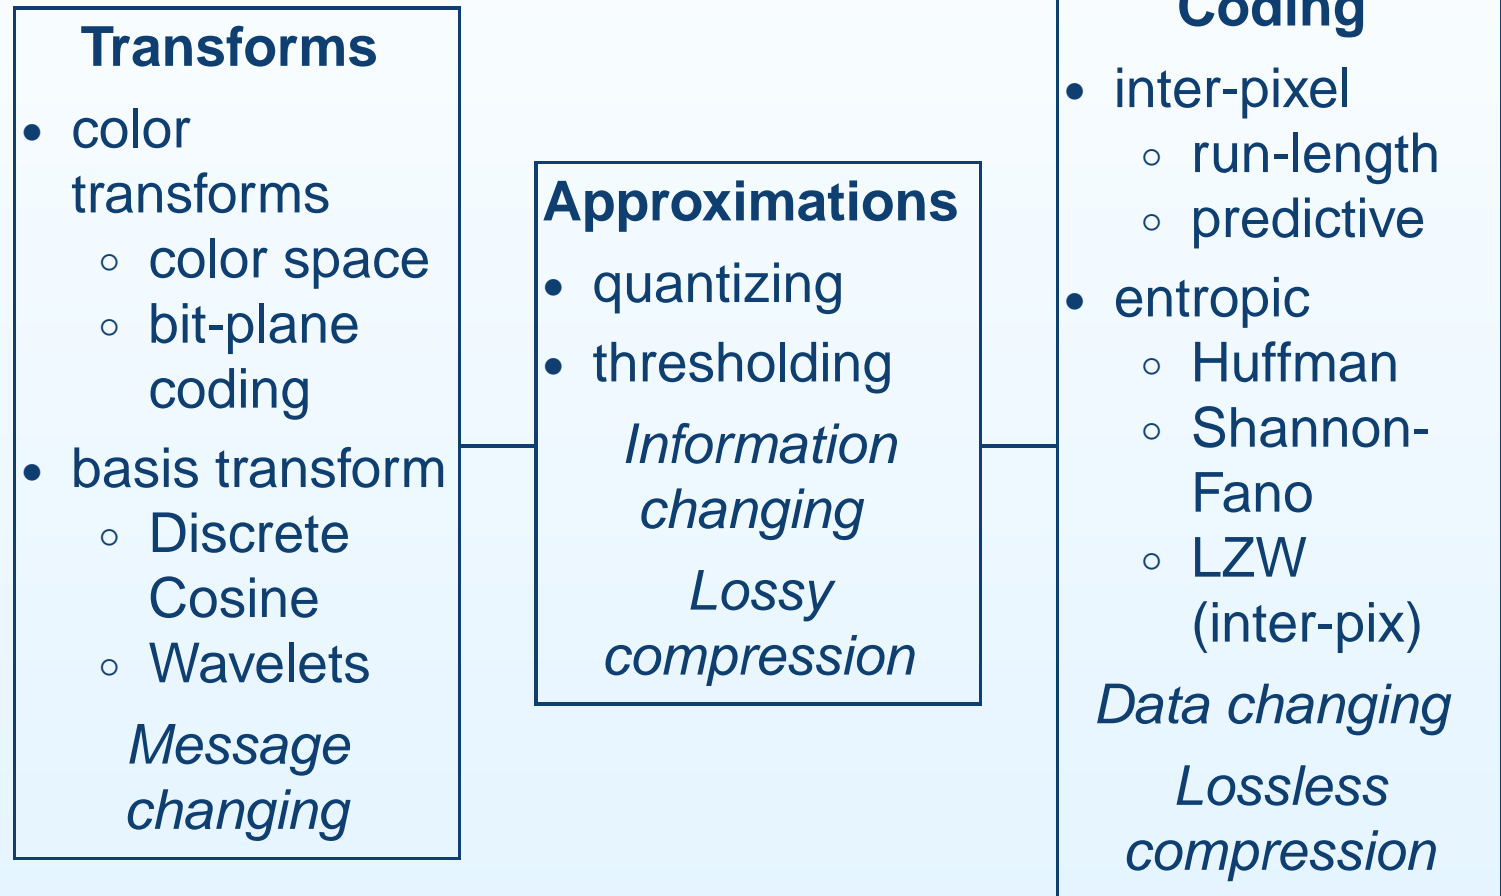 Transforms
• color
transforms
◦ color space
◦ bit-plane
coding
• basis transform
◦ Discrete
Cosine
◦ Wavelets
Message
changing
Approximations
• quantizing
• thresholding
Information
changing
Lossy
compression
Coding
• inter-pixel
◦ run-length
◦ predictive
• entropic
◦ Huffman
◦ Shannon-
Fano
◦ LZW
(inter-pix)
Data changing
Lossless
compression